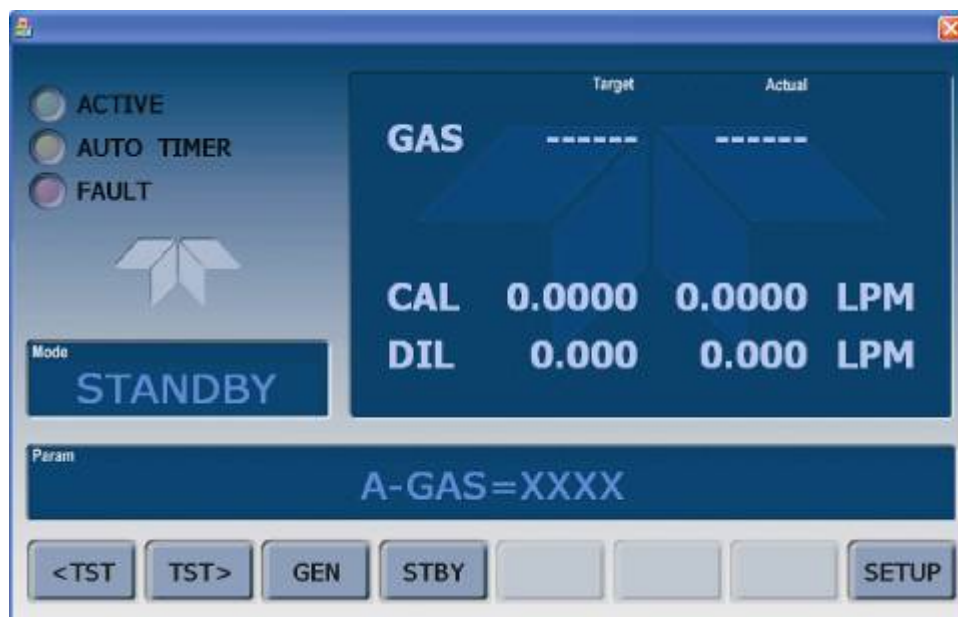 ACTIVE
AUTO TIMER
FAULT
Target Actual
GAS ------ ------
CAL 0.0000 0.0000 LPM
DIL 0.000 0.000 LPM
Mode
STANDBY
Param
A-GAS=XXXX
<TST TST> GEN STBY SETUP